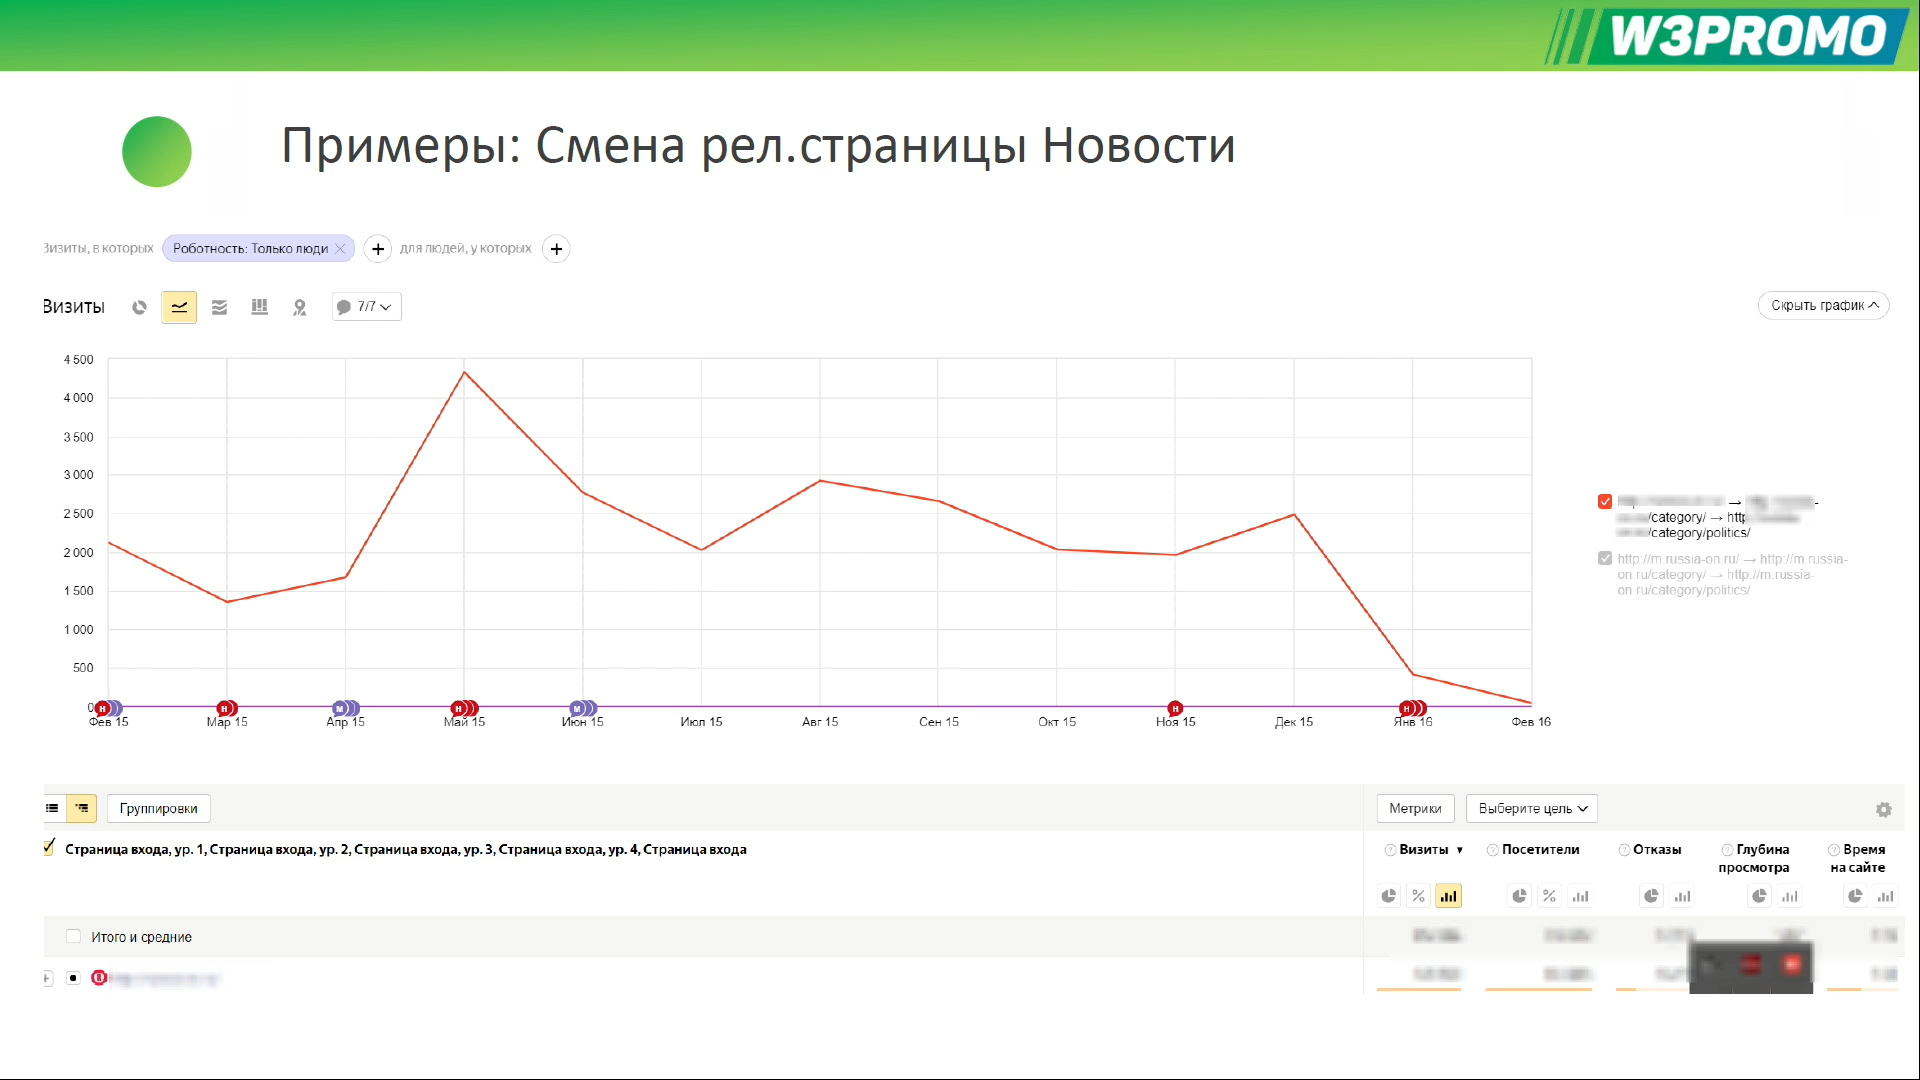 W3PROMO
Примеры: Смена рел.страницы Новости
Визиты, в которых Роботность: Только люди × + для людей, у которых +
Визиты 7/7 Скрыть график
4 500
4 000
3 500
3 000
2 500
2 000
1 500
1 000
500
0
Н Н М Н М Н Н
Фев 15 Мар 15 Апр 15 Май 15 Июн 15 Июл 15 Авг 15 Сен 15 Окт 15 Ноя 15 Дек 15 Янв 16 Фев 16
→ -
/category/ → http
/category/politics/
http://m.russia-on.ru/ → http://m.russia-
on.ru/category/ → http://m.russia-
on.ru/category/politics/
Группировки Метрики Выберите цель
Страница входа, ур. 1, Страница входа, ур. 2, Страница входа, ур. 3, Страница входа, ур. 4, Страница входа
? Визиты ▼ ? Посетители ? Отказы ? Глубина просмотра ? Время на сайте
% %
Итого и средние